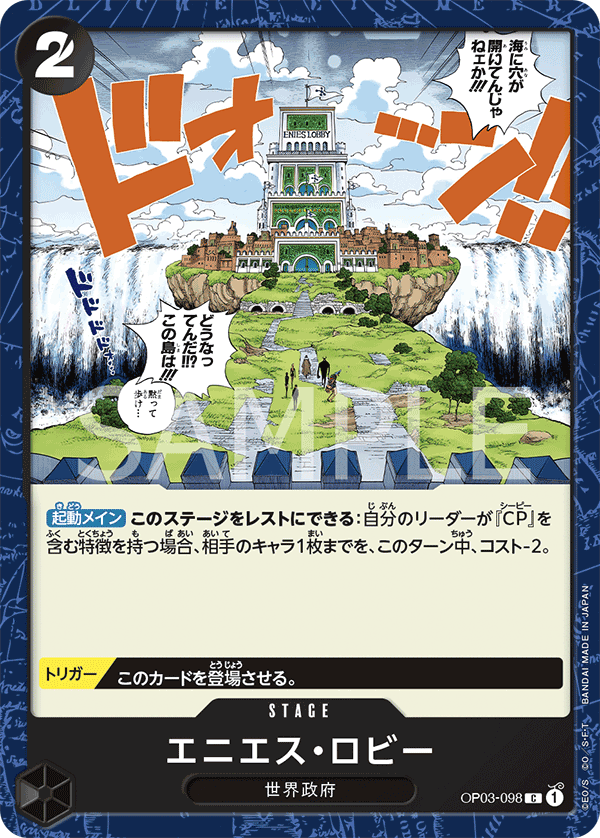 2
海に穴が
開いてんじゃ
ねェか!!!
ドオーン!!
ENIES LOBBY
ドドドド…
どうなっ
てんだ!!?
この島は!!!
黙って
歩け…
SAMPLE
起動メイン このステージをレストにできる:自分のリーダーが『CP』を
含む特徴を持つ場合、相手のキャラ1枚までを、このターン中、コスト-2。
トリガー このカードを登場させる。
STAGE
エニエス・ロビー
世界政府
OP03-098 C 1
©E.O/S. ©O/S・F・T BANDAI MADE IN JAPAN